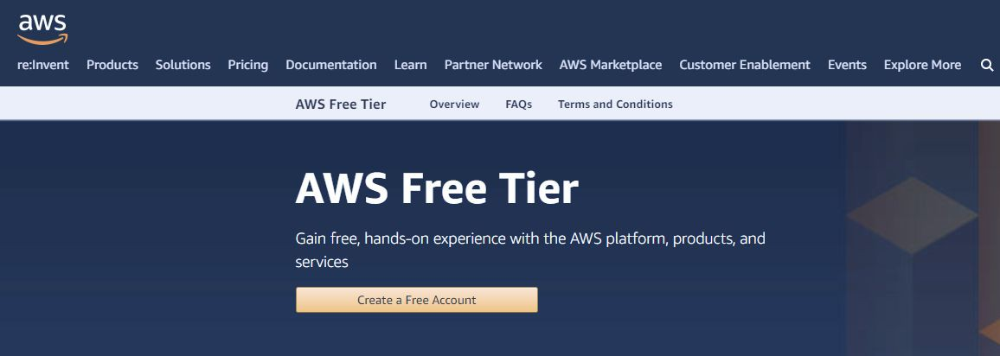 aws
re:Invent Products Solutions Pricing Documentation Learn Partner Network AWS Marketplace Customer Enablement Events Explore More
AWS Free Tier Overview FAQs Terms and Conditions
AWS Free Tier
Gain free, hands-on experience with the AWS platform, products, and
services
Create a Free Account